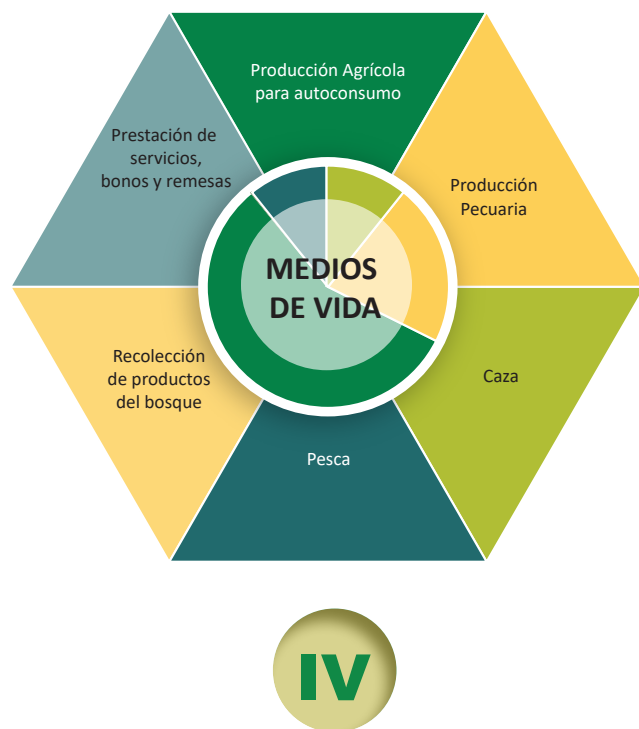 Producción Agrícola
para autoconsumo
Prestación de
servicios,
bonos y remesas
Producción
Pecuaria
MEDIOS
DE VIDA
Recolección
de productos
del bosque
Caza
Pesca
IV